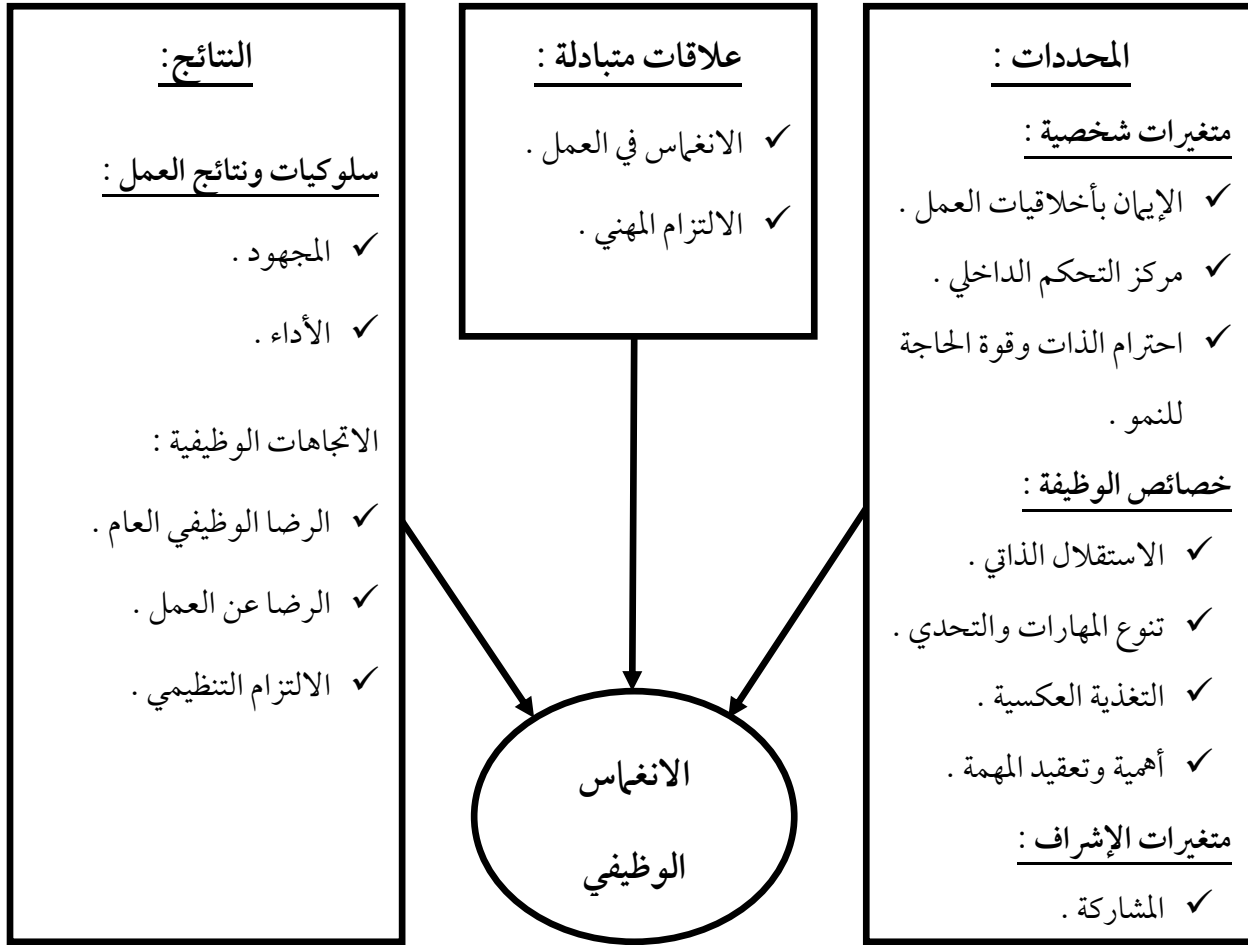 المحددات :
متغيرات شخصية :
✓ الإيمان بأخلاقيات العمل .
✓ مركز التحكم الداخلي .
✓ احترام الذات وقوة الحاجة
للنمو .
خصائص الوظيفة :
✓ الاستقلال الذاتي .
✓ تنوع المهارات والتحدي .
✓ التغذية العكسية .
✓ أهمية وتعقيد المهمة .
متغيرات الإشراف :
✓ المشاركة .
علاقات متبادلة :
✓ الانغماس في العمل .
✓ الالتزام المهني .
النتائج :
سلوكيات ونتائج العمل :
✓ المجهود .
✓ الأداء .
الاتجاهات الوظيفية :
✓ الرضا الوظيفي العام .
✓ الرضا عن العمل .
✓ الالتزام التنظيمي .
الانغماس
الوظيفي